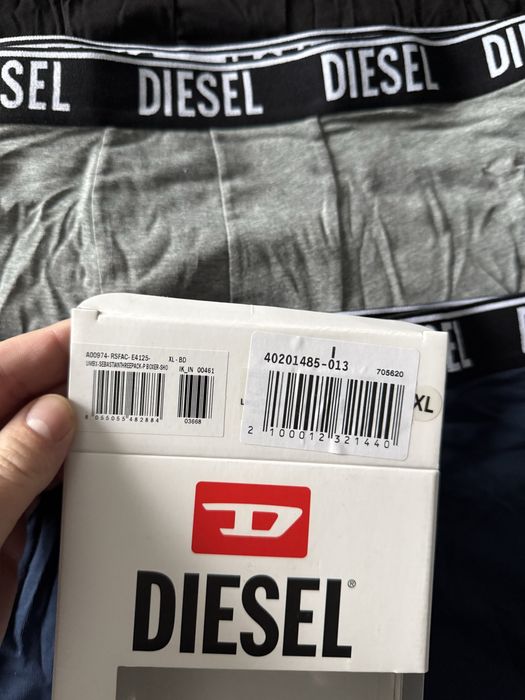 SEL DIESEL DIESEL DI
ESEL
A00974- RSFAC- E4125- XL - BD
UMBX-SEBASTIANTHREEPACK-P BOXER-SHO
IK_IN 00461
8 055055 482884
03668
I
40201485-013
705620
2 100012 321440
XL
D
DIESEL®